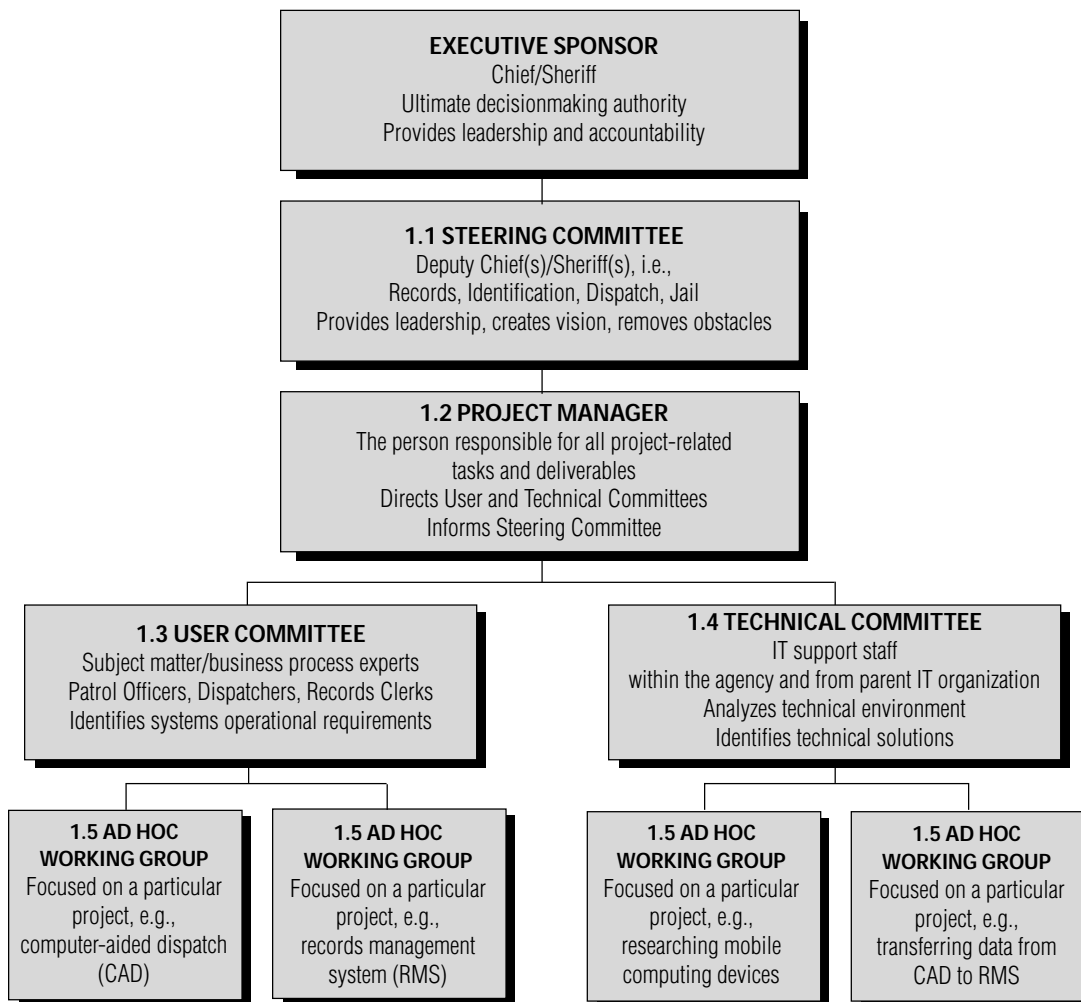 EXECUTIVE SPONSOR
Chief/Sheriff
Ultimate decisionmaking authority
Provides leadership and accountability
1.1 STEERING COMMITTEE
Deputy Chief(s)/Sheriff(s), i.e.,
Records, Identification, Dispatch, Jail
Provides leadership, creates vision, removes obstacles
1.2 PROJECT MANAGER
The person responsible for all project-related
tasks and deliverables
Directs User and Technical Committees
Informs Steering Committee
1.3 USER COMMITTEE
Subject matter/business process experts
Patrol Officers, Dispatchers, Records Clerks
Identifies systems operational requirements
1.4 TECHNICAL COMMITTEE
IT support staff
within the agency and from parent IT organization
Analyzes technical environment
Identifies technical solutions
1.5 AD HOC
WORKING GROUP
Focused on a particular
project, e.g.,
computer-aided dispatch
(CAD)
1.5 AD HOC
WORKING GROUP
Focused on a particular
project, e.g.,
records management
system (RMS)
1.5 AD HOC
WORKING GROUP
Focused on a particular
project, e.g.,
researching mobile
computing devices
1.5 AD HOC
WORKING GROUP
Focused on a particular
project, e.g.,
transferring data from
CAD to RMS